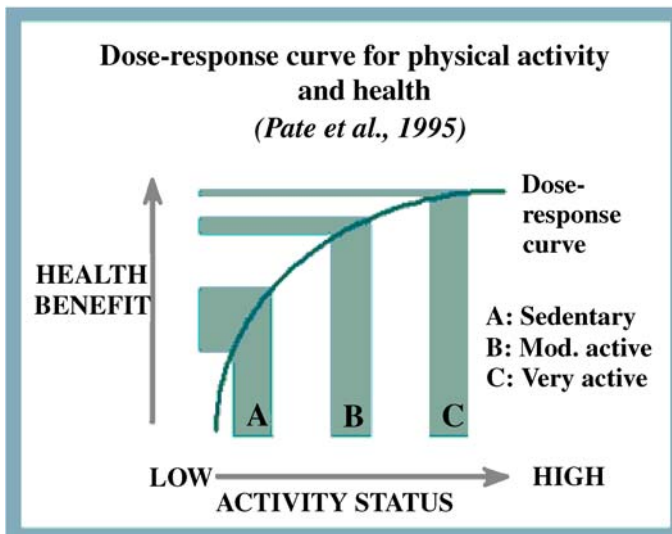 Dose-response curve for physical activity
and health
(Pate et al., 1995)
Dose-
response
curve
HEALTH
BENEFIT
A: Sedentary
B: Mod. active
C: Very active
A B C
LOW HIGH
ACTIVITY STATUS